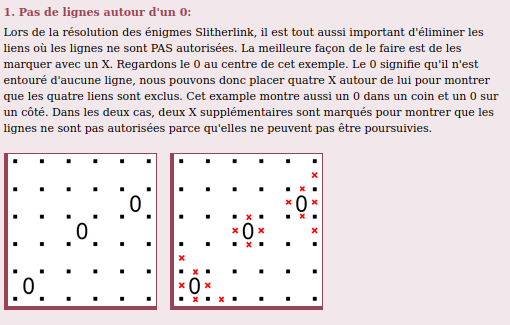 1. Pas de lignes autour d'un 0:
Lors de la résolution des énigmes Slitherlink, il est tout aussi important d'éliminer les
liens où les lignes ne sont PAS autorisées. La meilleure façon de le faire est de les
marquer avec un X. Regardons le 0 au centre de cet exemple. Le 0 signifie qu'il n'est
entouré d'aucune ligne, nous pouvons donc placer quatre X autour de lui pour montrer
que les quatre liens sont exclus. Cet example montre aussi un 0 dans un coin et un 0 sur
un côté. Dans les deux cas, deux X supplémentaires sont marqués pour montrer que les
lignes ne sont pas autorisées parce qu'elles ne peuvent pas être poursuivies.
0
0
0
×
× 0 ×
×
×
× 0 ×
×
×
×
×
× 0 ×
× ×